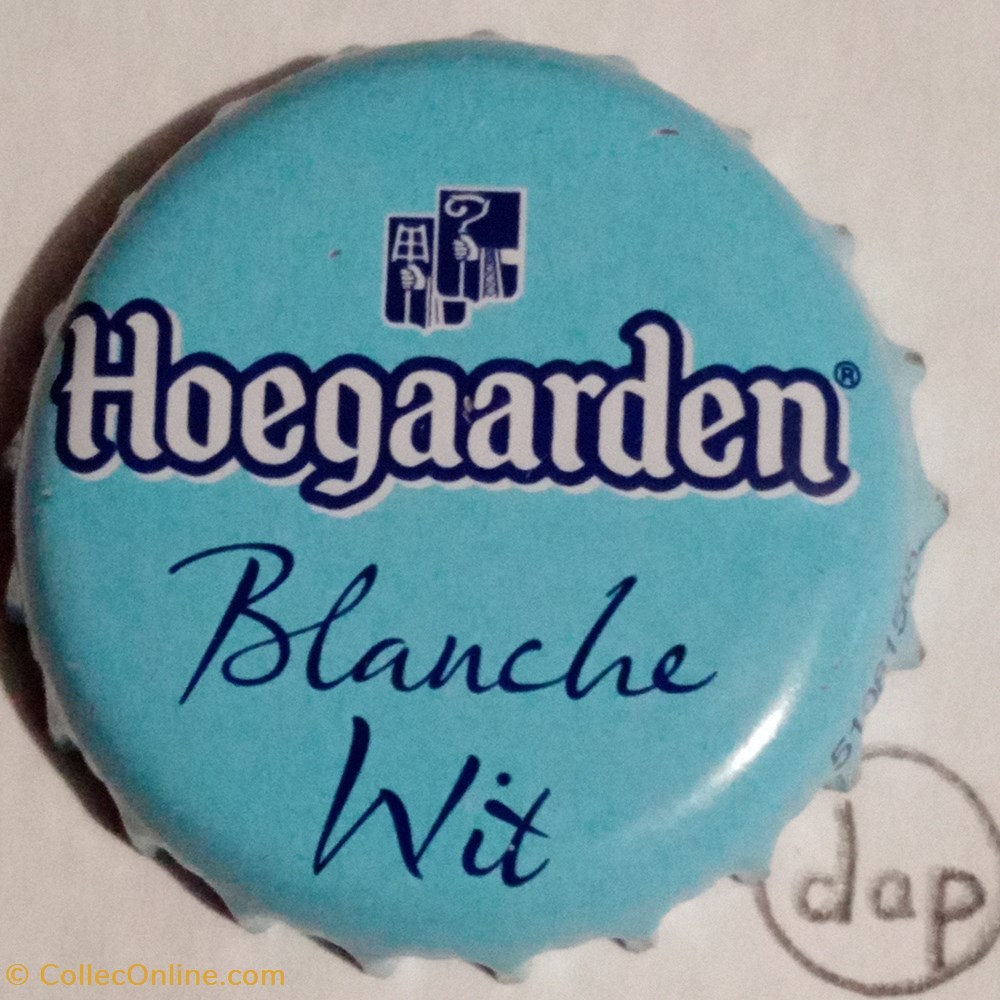 Hoegaarden®
Blanche
Wit
dap
© CollecOnline.com